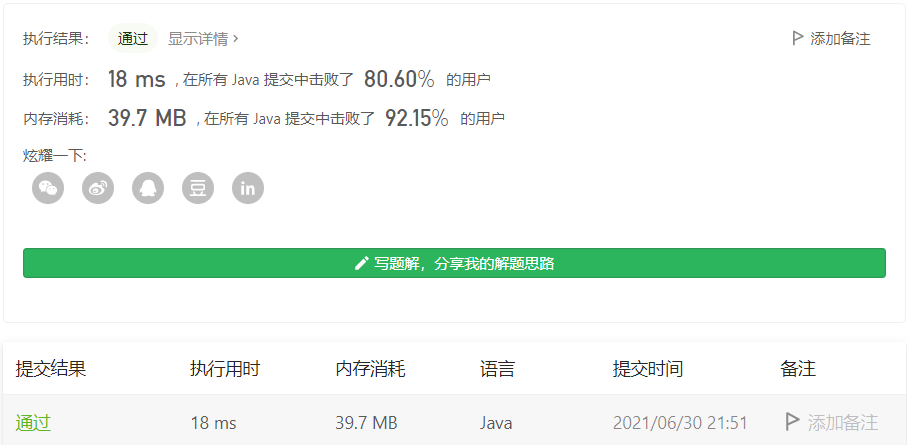 执行结果： 通过 显示详情 › 添加备注
执行用时： 18 ms , 在所有 Java 提交中击败了 80.60% 的用户
内存消耗： 39.7 MB , 在所有 Java 提交中击败了 92.15% 的用户
炫耀一下:
豆 in
写题解，分享我的解题思路
提交结果 执行用时 内存消耗 语言 提交时间 备注
通过 18 ms 39.7 MB Java 2021/06/30 21:51 添加备注